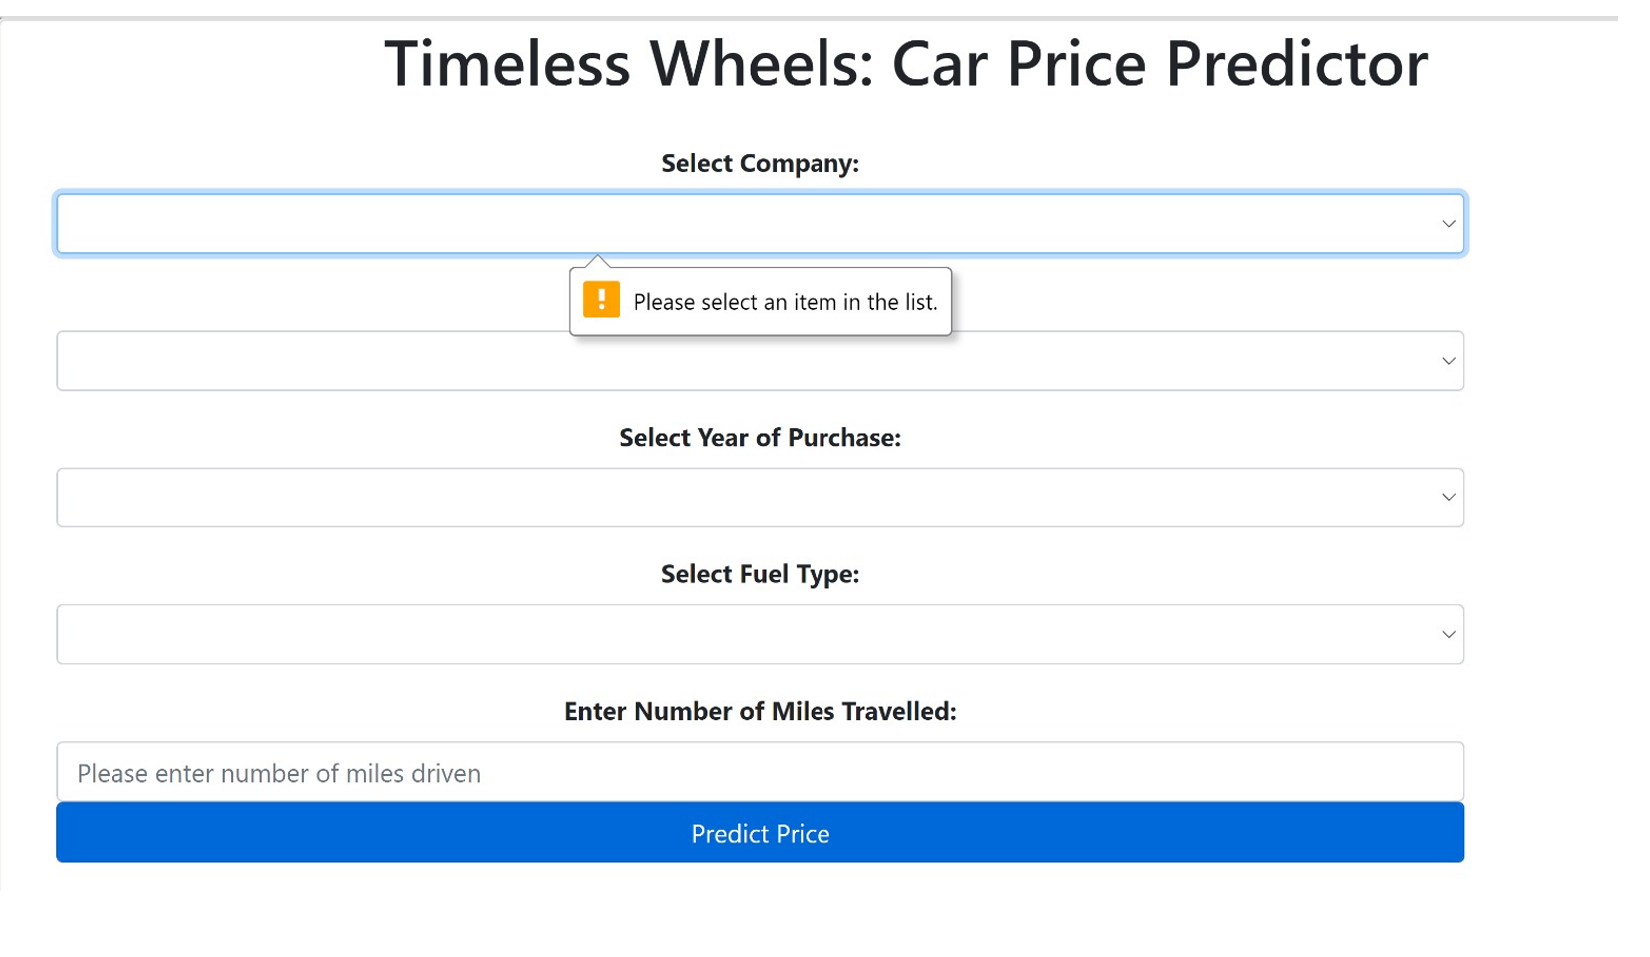 Timeless Wheels: Car Price Predictor
Select Company:
Please select an item in the list.
Select Year of Purchase:
Select Fuel Type:
Enter Number of Miles Travelled:
Please enter number of miles driven
Predict Price